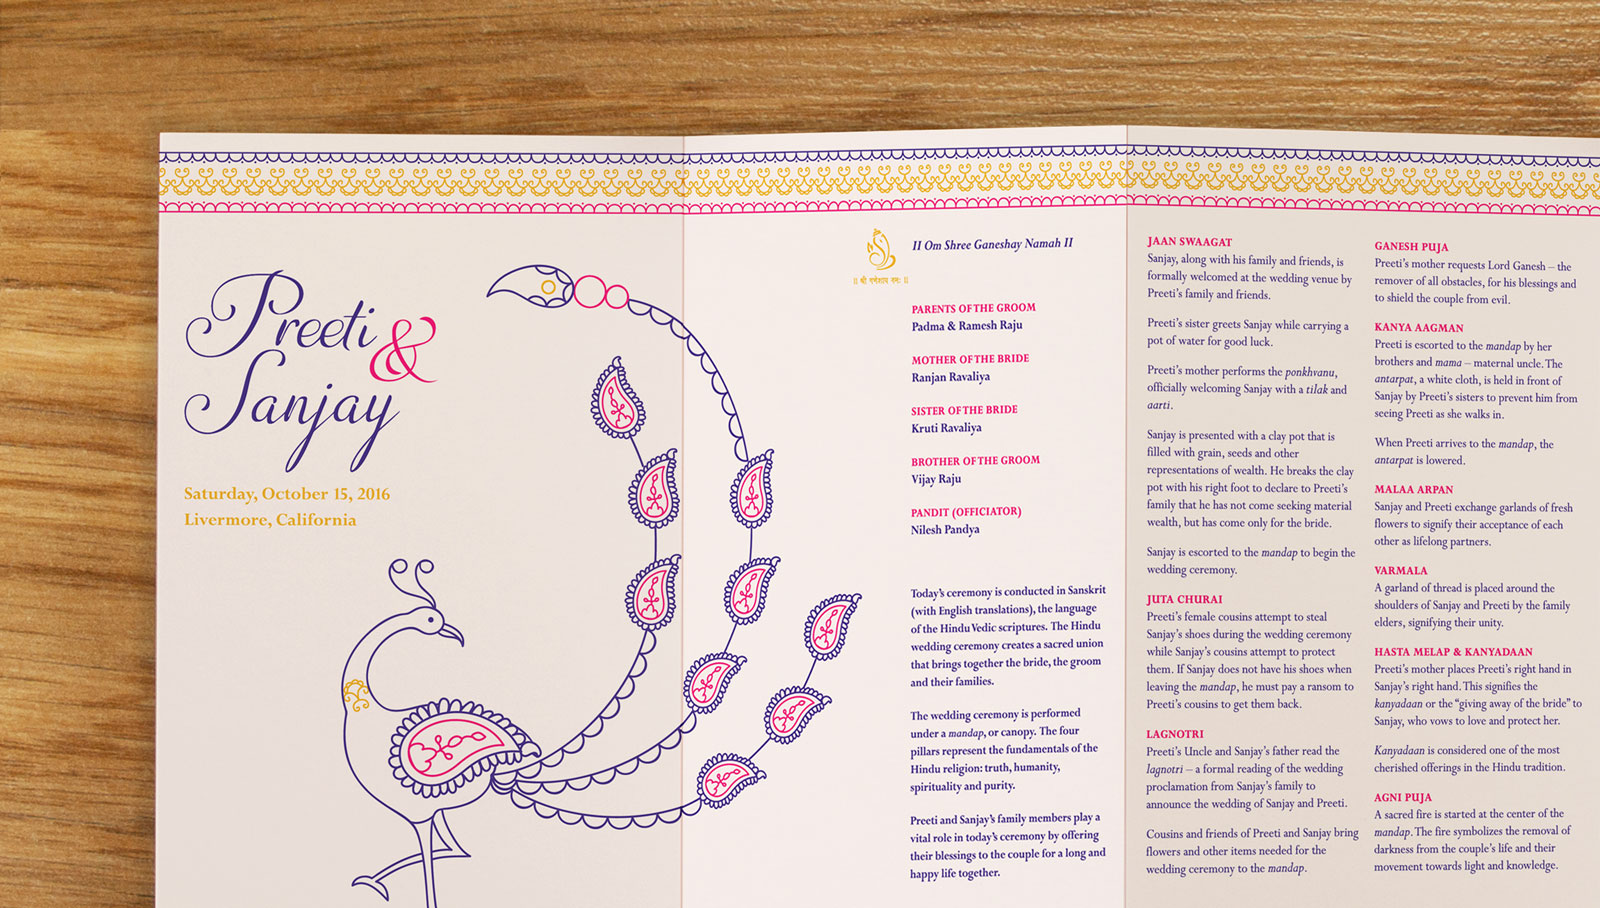 Preeti &
Sanjay
Saturday, October 15, 2016
Livermore, California
II Om Shree Ganeshay Namah II
॥ श्री गणेशाय नमः ॥
PARENTS OF THE GROOM
Padma & Ramesh Raju
MOTHER OF THE BRIDE
Ranjan Ravaliya
SISTER OF THE BRIDE
Kruti Ravaliya
BROTHER OF THE GROOM
Vijay Raju
PANDIT (OFFICIATOR)
Nilesh Pandya
Today's ceremony is conducted in Sanskrit
(with English translations), the language
of the Hindu Vedic scriptures. The Hindu
wedding ceremony creates a sacred union
that brings together the bride, the groom
and their families.
The wedding ceremony is performed
under a mandap, or canopy. The four
pillars represent the fundamentals of the
Hindu religion: truth, humanity,
spirituality and purity.
Preeti and Sanjay's family members play a
vital role in today's ceremony by offering
their blessings to the couple for a long and
happy life together.
JAAN SWAAGAT
Sanjay, along with his family and friends, is
formally welcomed at the wedding venue by
Preeti's family and friends.
Preeti's sister greets Sanjay while carrying a
pot of water for good luck.
Preeti's mother performs the ponkhvanu,
officially welcoming Sanjay with a tilak and
aarti.
Sanjay is presented with a clay pot that is
filled with grain, seeds and other
representations of wealth. He breaks the clay
pot with his right foot to declare to Preeti's
family that he has not come seeking material
wealth, but has come only for the bride.
Sanjay is escorted to the mandap to begin the
wedding ceremony.
JUTA CHURAI
Preeti's female cousins attempt to steal
Sanjay's shoes during the wedding ceremony
while Sanjay's cousins attempt to protect
them. If Sanjay does not have his shoes when
leaving the mandap, he must pay a ransom to
Preeti's cousins to get them back.
LAGNOTRI
Preeti's Uncle and Sanjay's father read the
lagnotri – a formal reading of the wedding
proclamation from Sanjay's family to
announce the wedding of Sanjay and Preeti.
Cousins and friends of Preeti and Sanjay bring
flowers and other items needed for the
wedding ceremony to the mandap.
GANESH PUJA
Preeti's mother requests Lord Ganesh – the
remover of all obstacles, for his blessings and
to shield the couple from evil.
KANYA AAGMAN
Preeti is escorted to the mandap by her
brothers and mama – maternal uncle. The
antarpat, a white cloth, is held in front of
Sanjay by Preeti's sisters to prevent him from
seeing Preeti as she walks in.
When Preeti arrives to the mandap, the
antarpat is lowered.
MALAA ARPAN
Sanjay and Preeti exchange garlands of fresh
flowers to signify their acceptance of each
other as lifelong partners.
VARMALA
A garland of thread is placed around the
shoulders of Sanjay and Preeti by the family
elders, signifying their unity.
HASTA MELAP & KANYADAAN
Preeti's mother places Preeti's right hand in
Sanjay's right hand. This signifies the
kanyadaan or the “giving away of the bride” to
Sanjay, who vows to love and protect her.
Kanyadaan is considered one of the most
cherished offerings in the Hindu tradition.
AGNI PUJA
A sacred fire is started at the center of the
mandap. The fire symbolizes the removal of
darkness from the couple's life and their
movement towards light and knowledge.